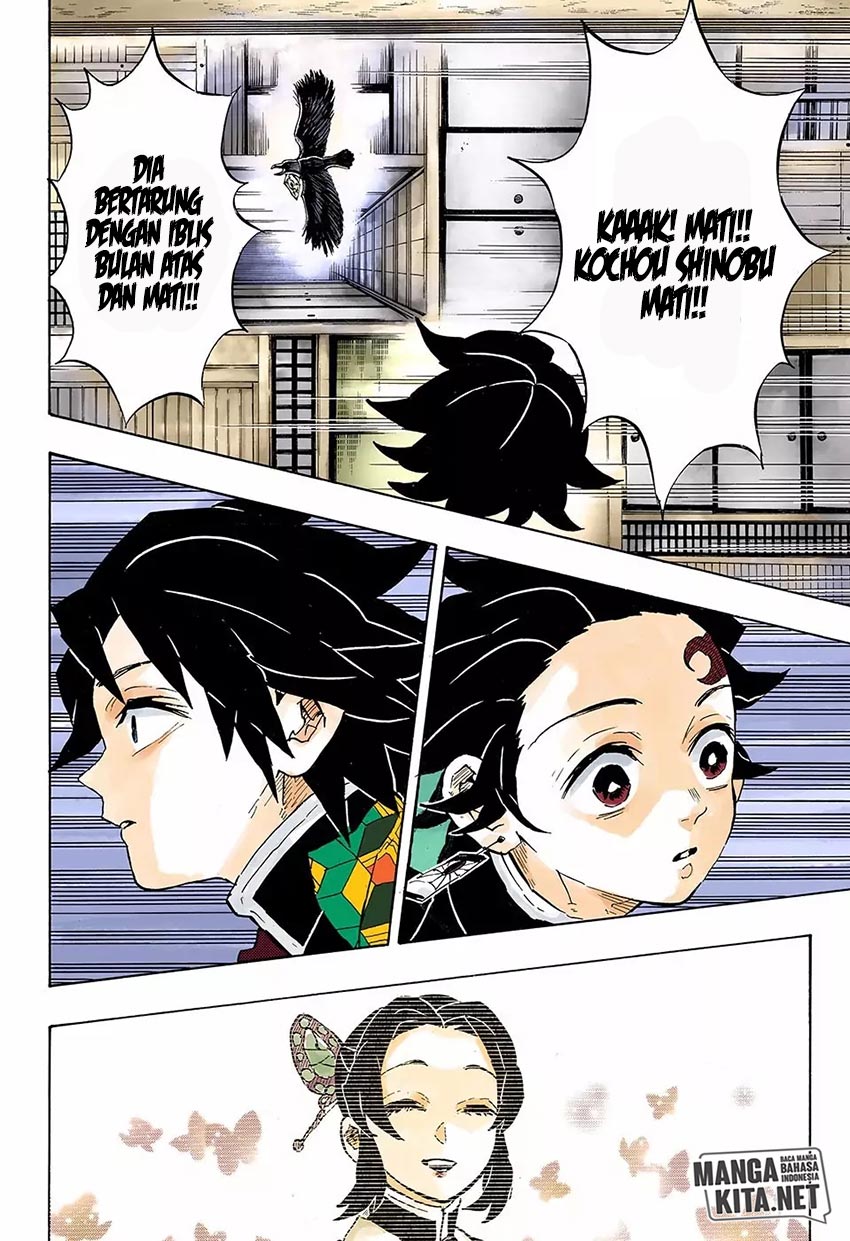 KAAAK! MATI!!
KOCHOU SHINOBU
MATI!!
DIA
BERTARUNG
DENGAN IBLIS
BULAN ATAS
DAN MATI!!
MANGA
KITA.NET
BACA MANGA
BAHASA
INDONESIA